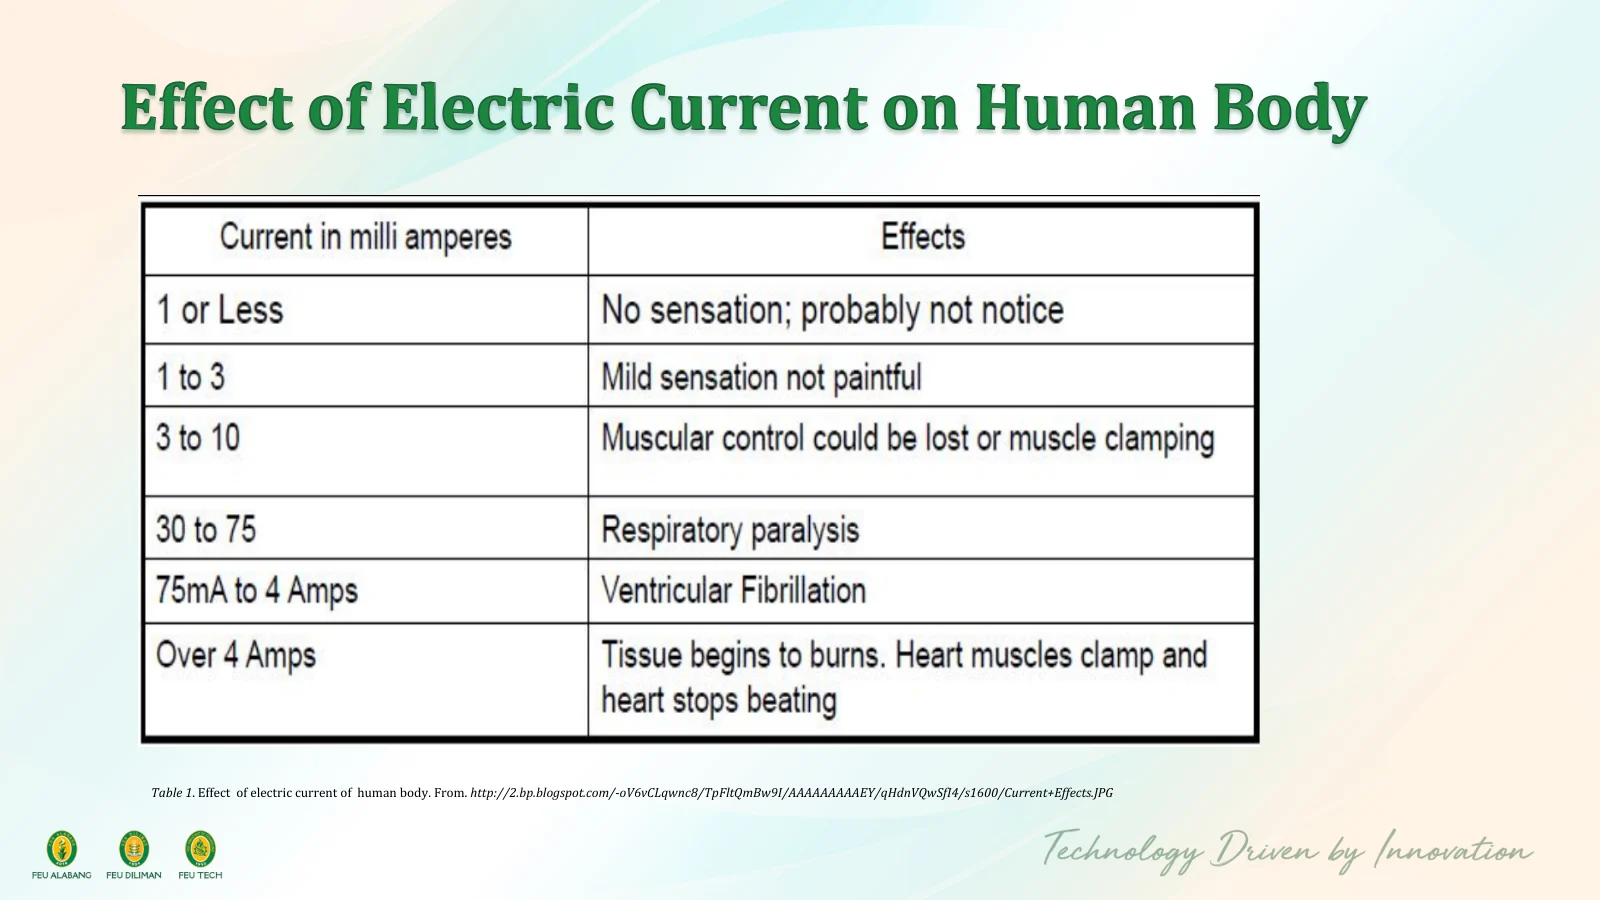 Effect of Electric Current on Human Body
Current in milli amperes
Effects
1 or Less
No sensation; probably not notice
1 to 3
Mild sensation not paintful
3 to 10
Muscular control could be lost or muscle clamping
30 to 75
Respiratory paralysis
75mA to 4 Amps
Ventricular Fibrillation
Over 4 Amps
Tissue begins to burns. Heart muscles clamp and
heart stops beating
Table 1. Effect of electric current of human body. From. http://2.bp.blogspot.com/-oV6vCLqwnc8/TpFltQmBw9I/AAAAAAAAAEY/qHdnVQwSfI4/s1600/Current+Effects.JPG
FEU ALABANG
FEU DILIMAN
FEU TECH
Technology Driven by Innovation